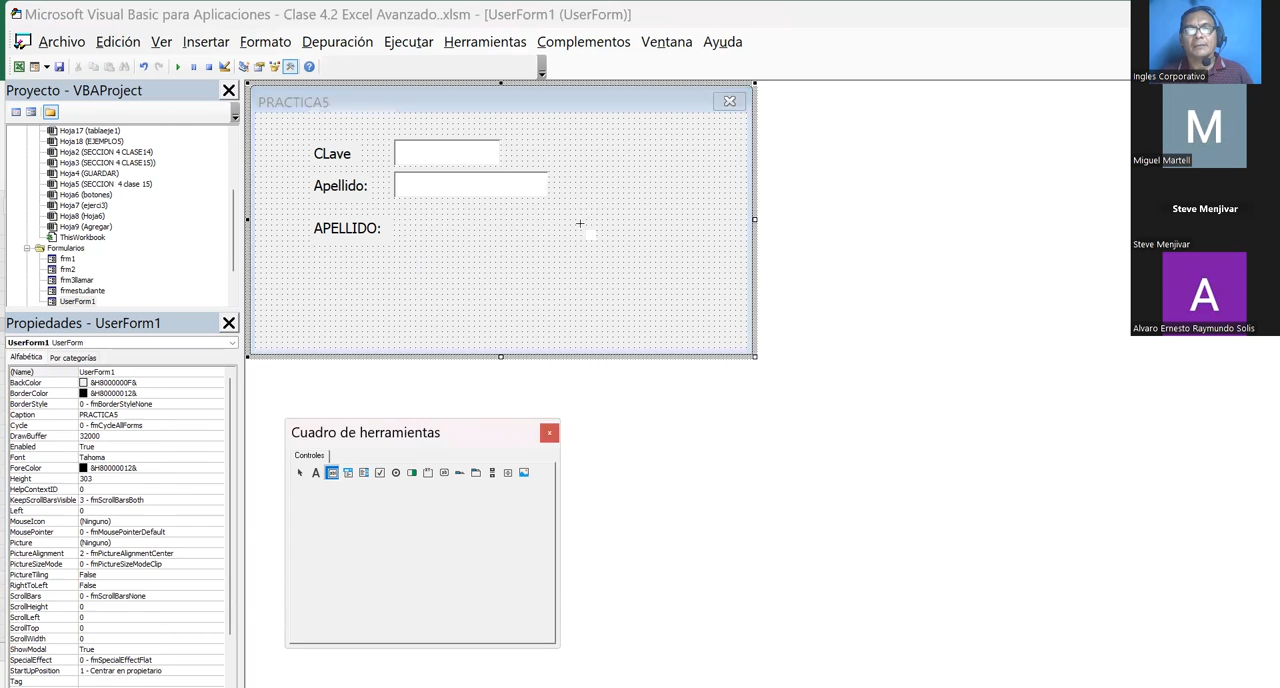 Microsoft Visual Basic para Aplicaciones - Clase 4.2 Excel Avanzado..xlsm - [UserForm1 (UserForm)]
Archivo Edición Ver Insertar Formato Depuración Ejecutar Herramientas Complementos Ventana Ayuda
Proyecto - VBAProject
Hoja17 (tablaeje1)
Hoja18 (EJEMPLO5)
Hoja2 (SECCION 4 CLASE14)
Hoja3 (SECCION 4 CLASE15))
Hoja4 (GUARDAR)
Hoja5 (SECCION 4 clase 15)
Hoja6 (botones)
Hoja7 (ejerci3)
Hoja8 (Hoja6)
Hoja9 (Agregar)
ThisWorkbook
Formularios
frm1
frm2
frm3llamar
frmestudiante
UserForm1
Propiedades - UserForm1
UserForm1 UserForm
Alfabética Por categorías
(Name) UserForm1
BackColor &H8000000F&
BorderColor &H80000012&
BorderStyle 0 - fmBorderStyleNone
Caption PRACTICA5
Cycle 0 - fmCycleAllForms
DrawBuffer 32000
Enabled True
Font Tahoma
ForeColor &H80000012&
Height 303
HelpContextID 0
KeepScrollBarsVisible 3 - fmScrollBarsBoth
Left 0
MouseIcon (Ninguno)
MousePointer 0 - fmMousePointerDefault
Picture (Ninguno)
PictureAlignment 2 - fmPictureAlignmentCenter
PictureSizeMode 0 - fmPictureSizeModeClip
PictureTiling False
RightToLeft False
ScrollBars 0 - fmScrollBarsNone
ScrollHeight 0
ScrollLeft 0
ScrollTop 0
ScrollWidth 0
ShowModal True
SpecialEffect 0 - fmSpecialEffectFlat
StartUpPosition 1 - Centrar en propietario
Tag
PRACTICA5
CLave
Apellido:
APELLIDO:
Cuadro de herramientas
Controles
Ingles Corporativo
M
Miguel Martell
Steve Menjivar
Steve Menjivar
A
Alvaro Ernesto Raymundo Solis